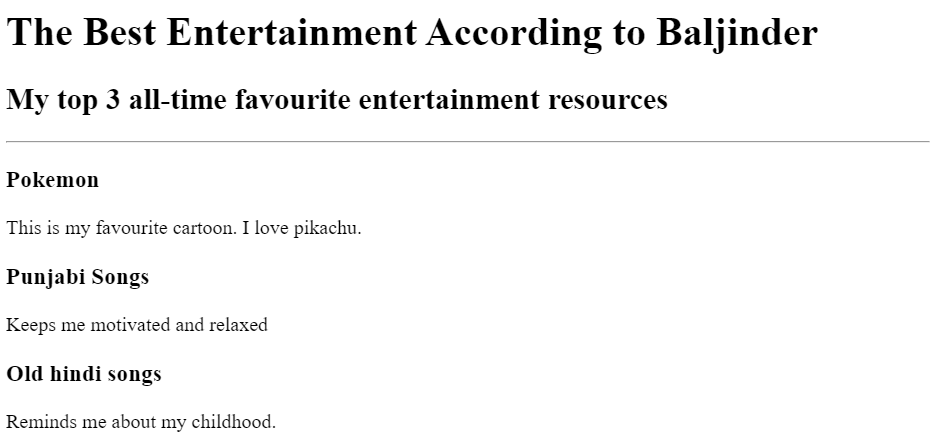 The Best Entertainment According to Baljinder
My top 3 all-time favourite entertainment resources
Pokemon
This is my favourite cartoon. I love pikachu.
Punjabi Songs
Keeps me motivated and relaxed
Old hindi songs
Reminds me about my childhood.